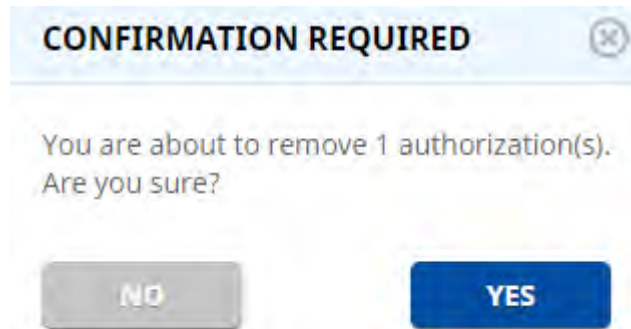 CONFIRMATION REQUIRED
You are about to remove 1 authorization(s).
Are you sure?
NO
YES